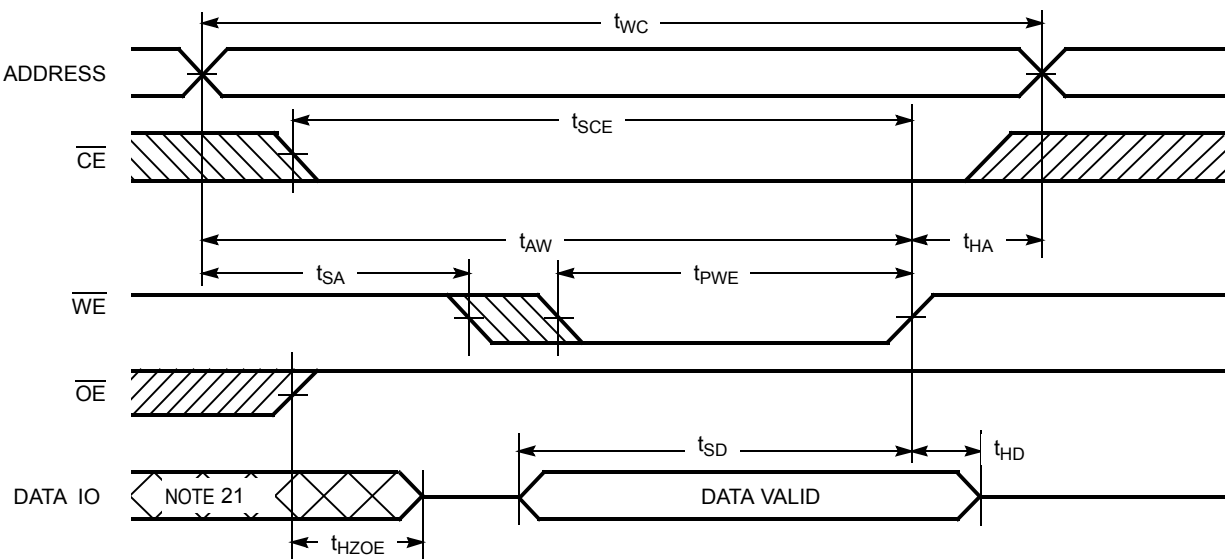 tWC
ADDRESS
tSCE
CE
tAW
tHA
tSA
tPWE
WE
OE
tSD
tHD
DATA IO
NOTE 21
DATA VALID
tHZOE